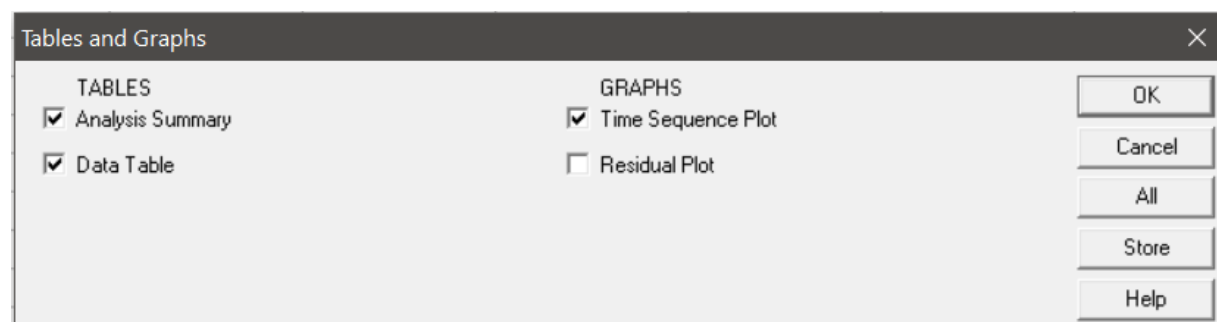 Tables and Graphs
TABLES
Analysis Summary
Data Table
GRAPHS
Time Sequence Plot
Residual Plot
OK
Cancel
All
Store
Help